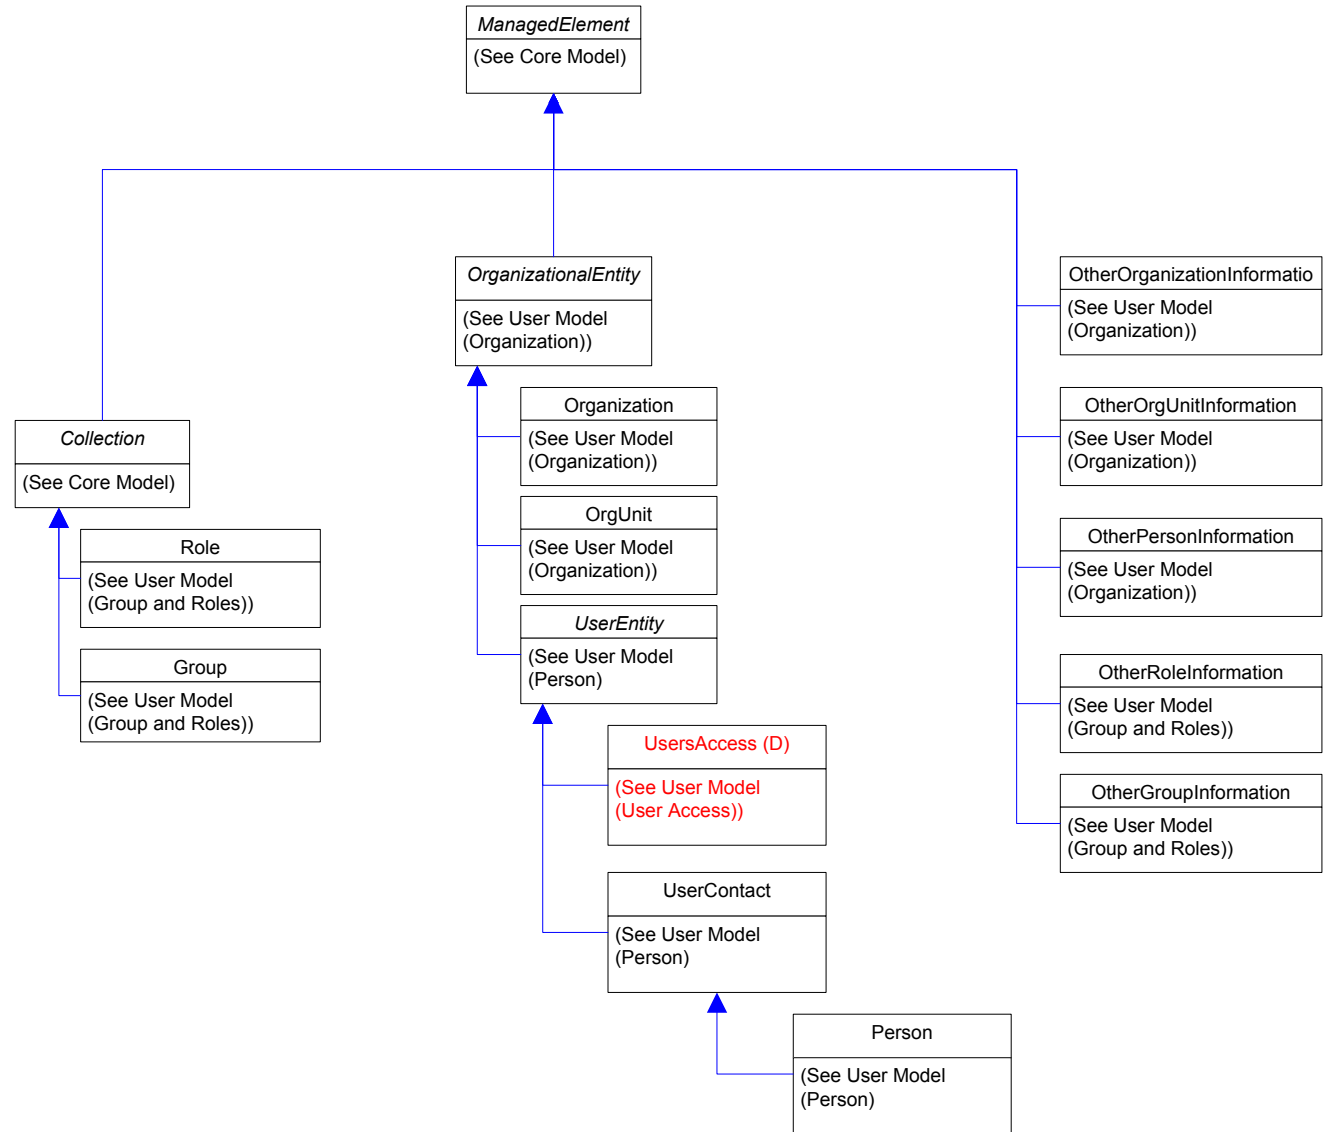 ManagedElement
(See Core Model)
OrganizationalEntity
(See User Model
(Organization))
Organization
(See User Model
(Organization))
OrgUnit
(See User Model
(Organization))
UserEntity
(See User Model
(Person)
UsersAccess (D)
(See User Model
(User Access))
UserContact
(See User Model
(Person)
Person
(See User Model
(Person)
Collection
(See Core Model)
Role
(See User Model
(Group and Roles))
Group
(See User Model
(Group and Roles))
OtherOrganizationInformatio
(See User Model
(Organization))
OtherOrgUnitInformation
(See User Model
(Organization))
OtherPersonInformation
(See User Model
(Organization))
OtherRoleInformation
(See User Model
(Group and Roles))
OtherGroupInformation
(See User Model
(Group and Roles))